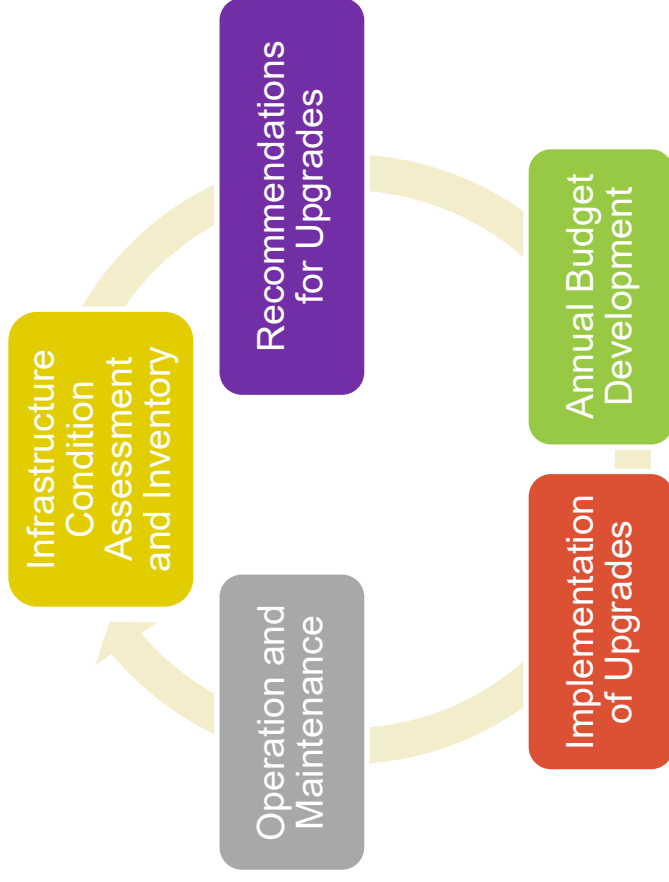 Infrastructure
Condition
Assessment
and Inventory
Recommendations
for Upgrades
Annual Budget
Development
Implementation
of Upgrades
Operation and
Maintenance